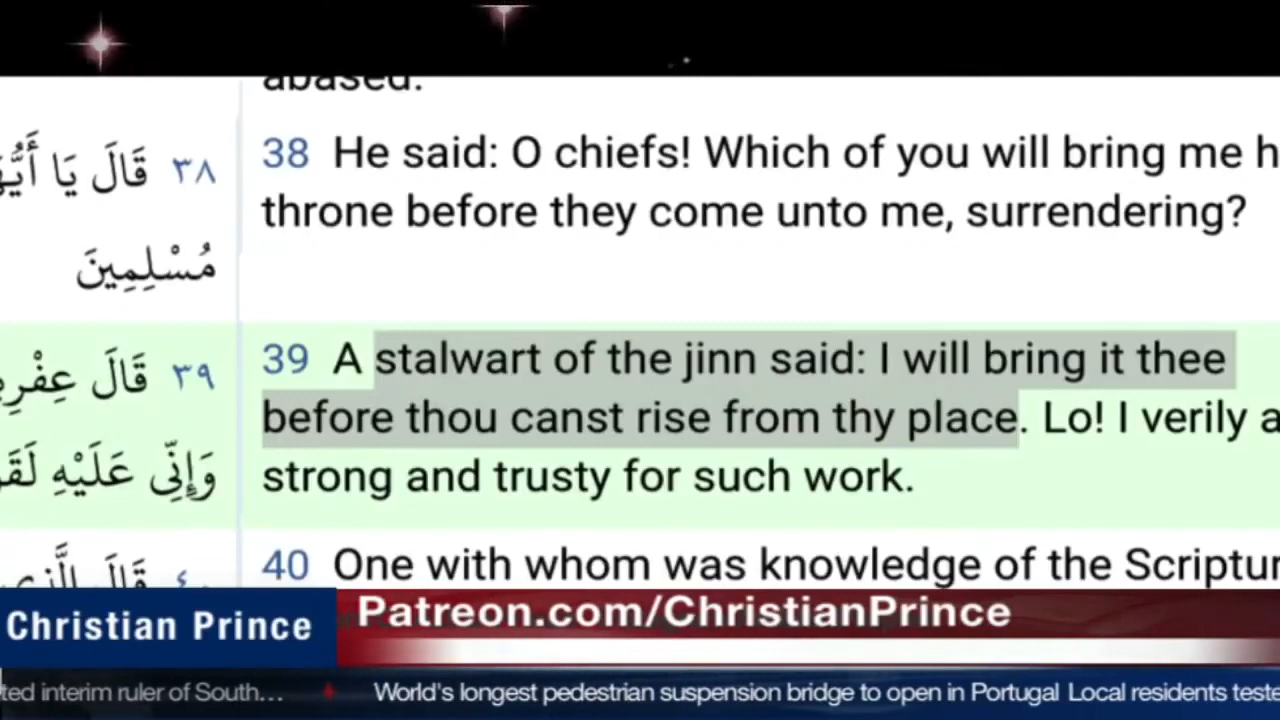 abased.
قَالَ يَا ٣٨
مُسْلِمِينَ
38 He said: O chiefs! Which of you will bring me
throne before they come unto me, surrendering?
قَالَ ٣٩
وَإِنِّي عَلَيْهِ
39 A stalwart of the jinn said: I will bring it thee
before thou canst rise from thy place. Lo! I verily
strong and trusty for such work.
قَالَ
40 One with whom was knowledge of the
Christian Prince
Patreon.com/ChristianPrince
interim ruler of South… World's longest pedestrian suspension bridge to open in Portugal Local residents